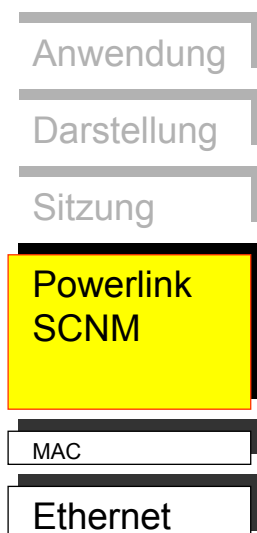 Anwendung
Darstellung
Sitzung
Powerlink
SCNM
MAC
Ethernet